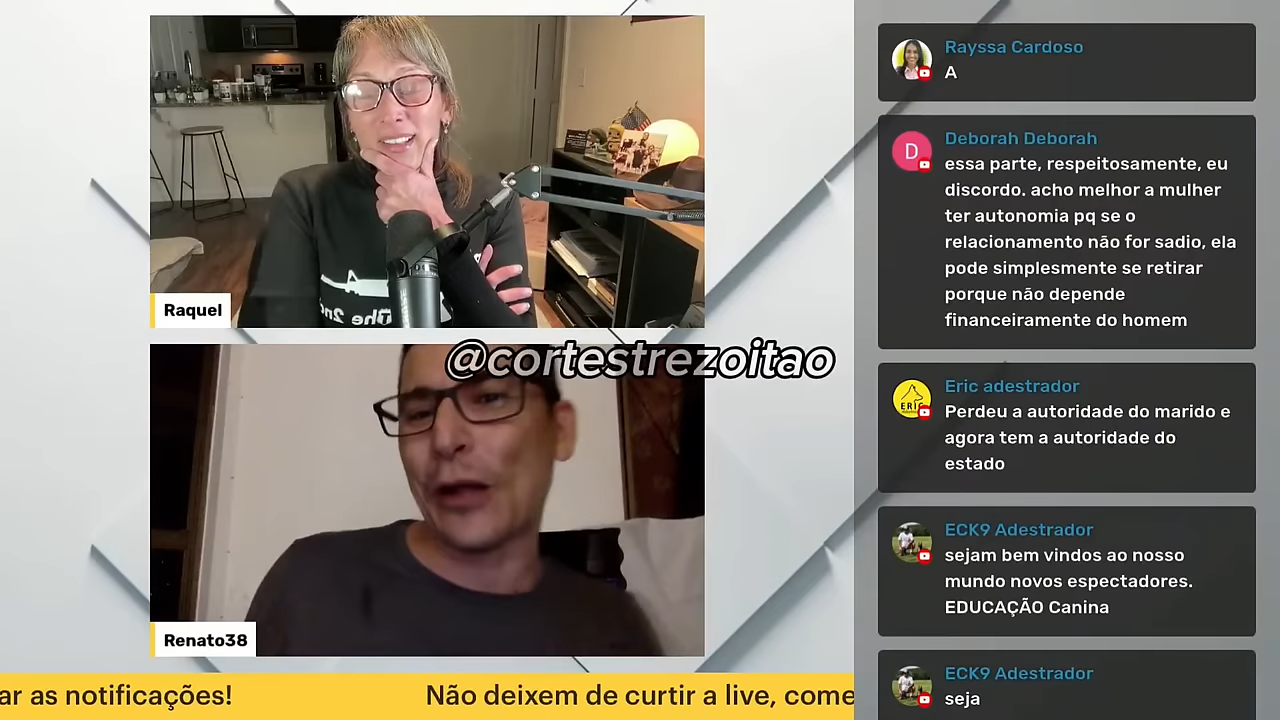 Raquel
@cortestrezoitao
Renato38
ar as notificações!
Não deixem de curtir a live, come
Rayssa Cardoso
A
D
Deborah Deborah
essa parte, respeitosamente, eu
discordo. acho melhor a mulher
ter autonomia pq se o
relacionamento não for sadio, ela
pode simplesmente se retirar
porque não depende
financeiramente do homem
ERIC
Eric adestrador
Perdeu a autoridade do marido e
agora tem a autoridade do
estado
ECK9 Adestrador
sejam bem vindos ao nosso
mundo novos espectadores.
EDUCAÇÃO Canina
ECK9 Adestrador
seja